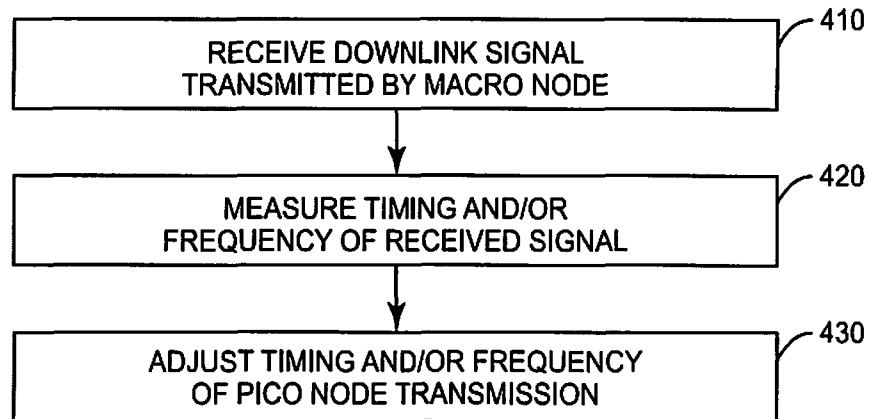 410
RECEIVE DOWNLINK SIGNAL
TRANSMITTED BY MACRO NODE
420
MEASURE TIMING AND/OR
FREQUENCY OF RECEIVED SIGNAL
430
ADJUST TIMING AND/OR FREQUENCY
OF PICO NODE TRANSMISSION